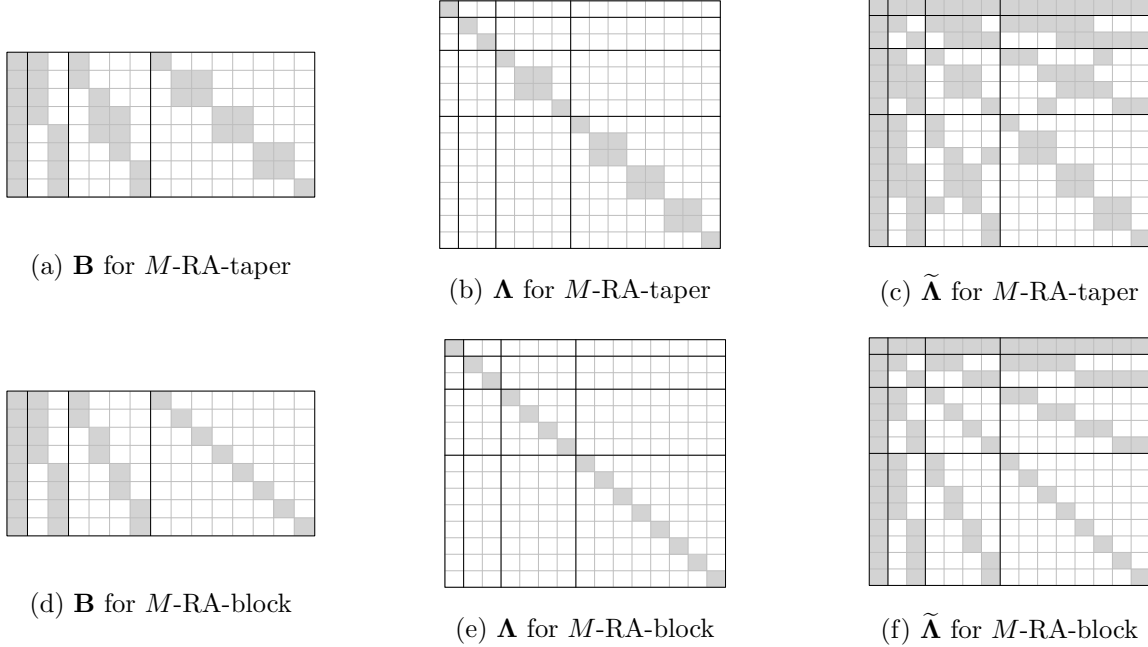 (a) B for M-RA-taper
(b) Λ for M-RA-taper
(c) Λ̃ for M-RA-taper
(d) B for M-RA-block
(e) Λ for M-RA-block
(f) Λ̃ for M-RA-block